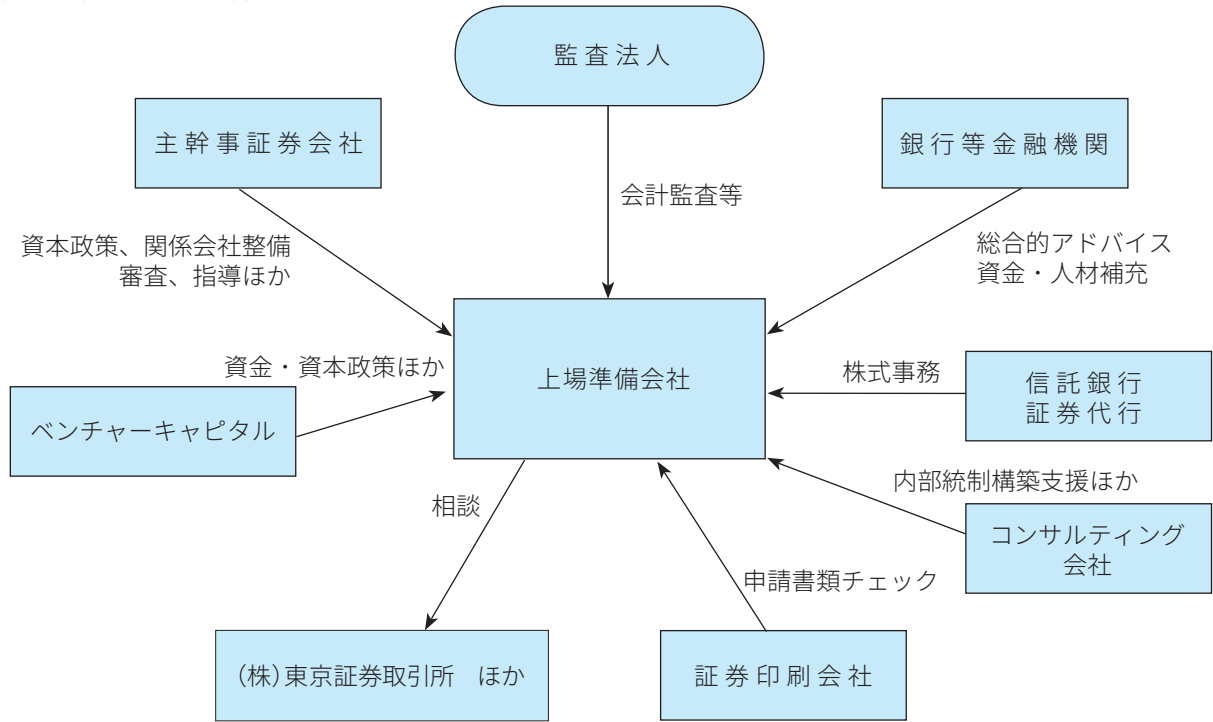 監査法人
主幹事証券会社
銀行等金融機関
会計監査等
資本政策、関係会社整備
審査、指導ほか
総合的アドバイス
資金・人材補充
資金・資本政策ほか
上場準備会社
株式事務
信託銀行
証券代行
ベンチャーキャピタル
内部統制構築支援ほか
相談
コンサルティング
会社
申請書類チェック
(株)東京証券取引所　ほか
証券印刷会社